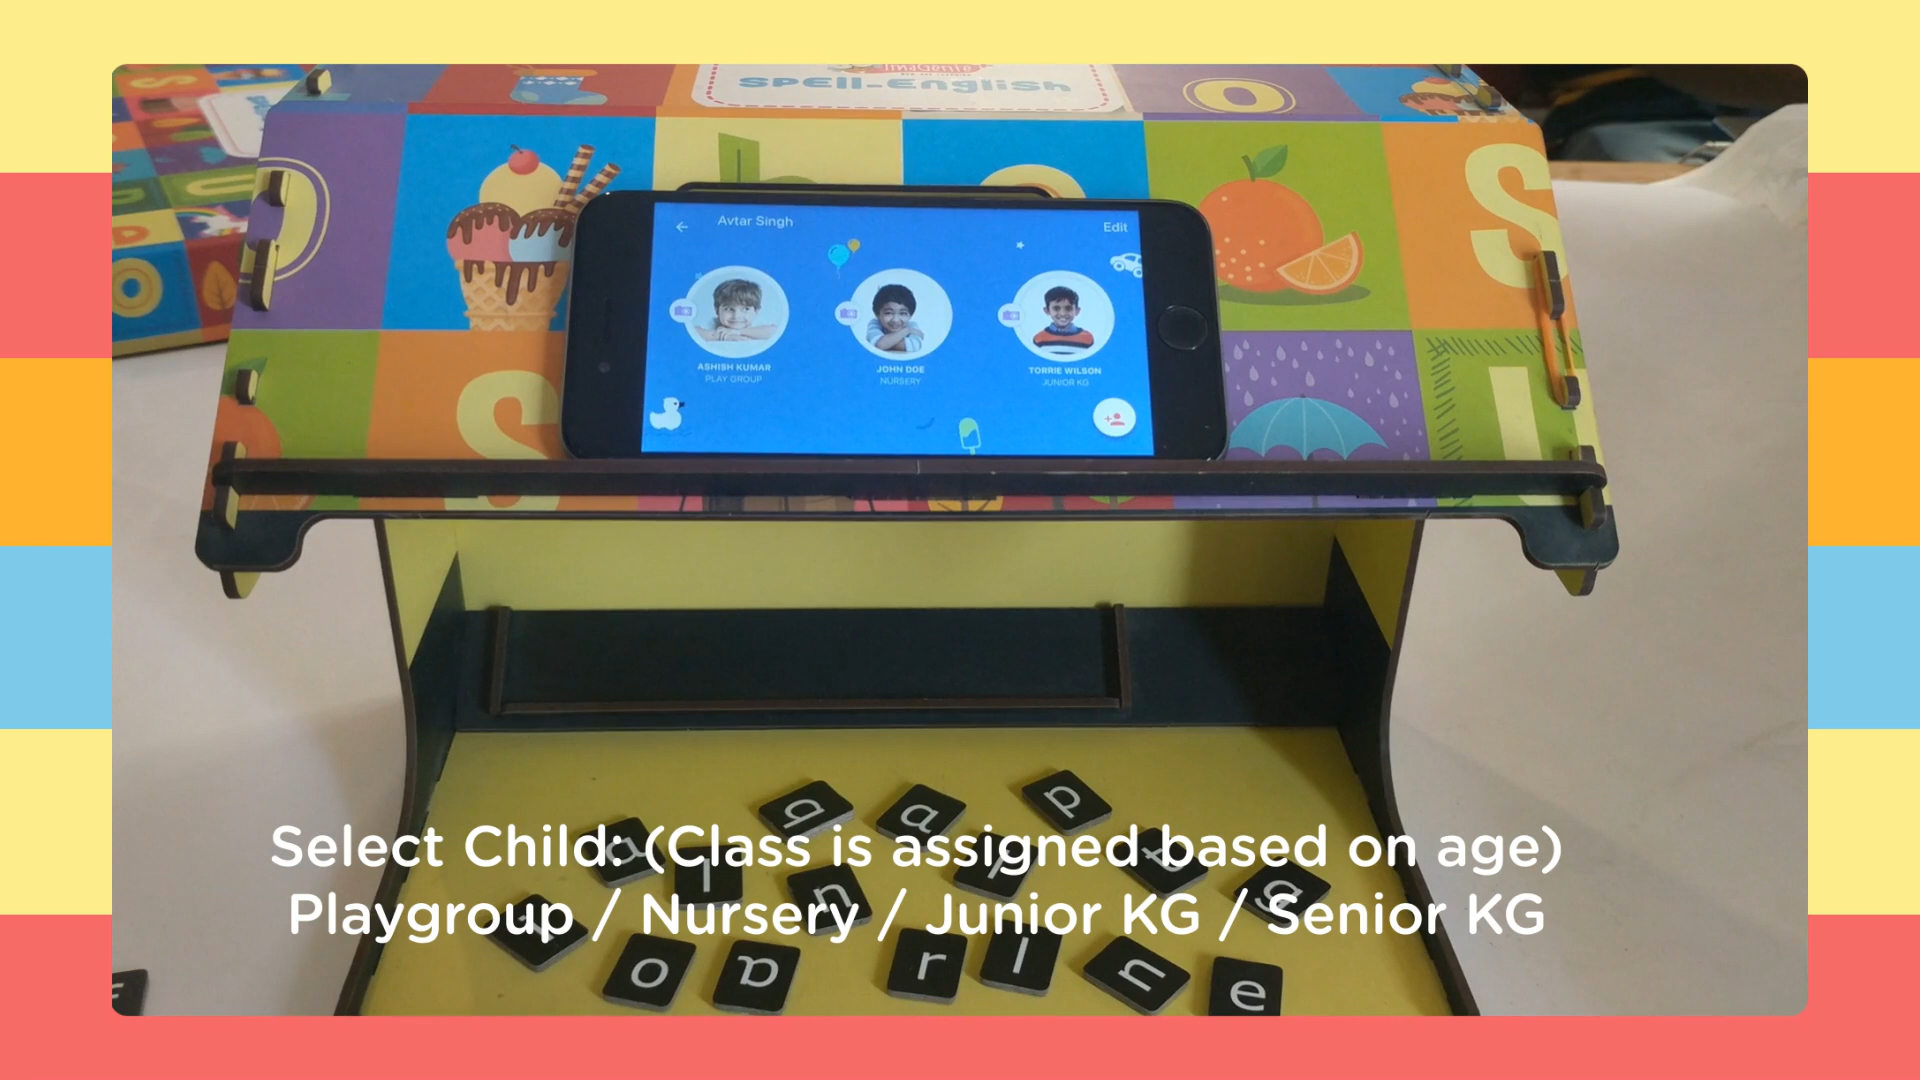 SPELL-English
O
S
Avtar Singh
Edit
ASHISH KUMAR
PLAY GROUP
JOHN DOE
NURSERY
TORRIE WILSON
JUNIOR KG
S
a
p
Select Child: (Class is assigned based on age)
Playgroup / Nursery / Junior KG / Senior KG
o
a
r
l
n
e